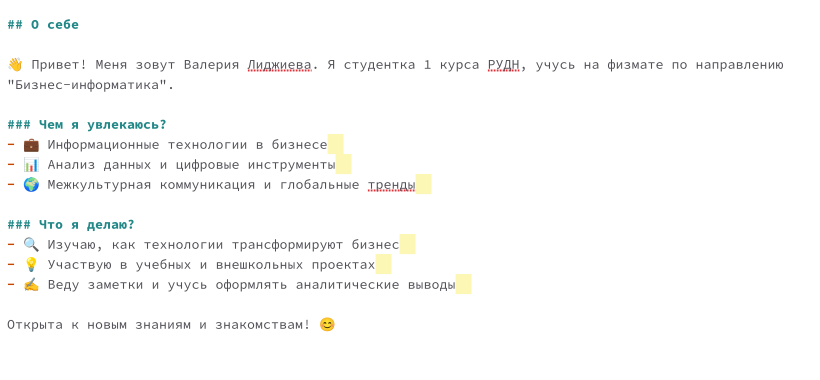 ## О себе
👋 Привет! Меня зовут Валерия Лиджиева. Я студентка 1 курса РУДН, учусь на физмате по направлению
"Бизнес-информатика".
### Чем я увлекаюсь?
- 💼 Информационные технологии в бизнесе
- 📊 Анализ данных и цифровые инструменты
- 🌍 Межкультурная коммуникация и глобальные тренды
### Что я делаю?
- 🔍 Изучаю, как технологии трансформируют бизнес
- 💡 Участвую в учебных и внешкольных проектах
- ✍️ Веду заметки и учусь оформлять аналитические выводы
Открыта к новым знаниям и знакомствам! 😊